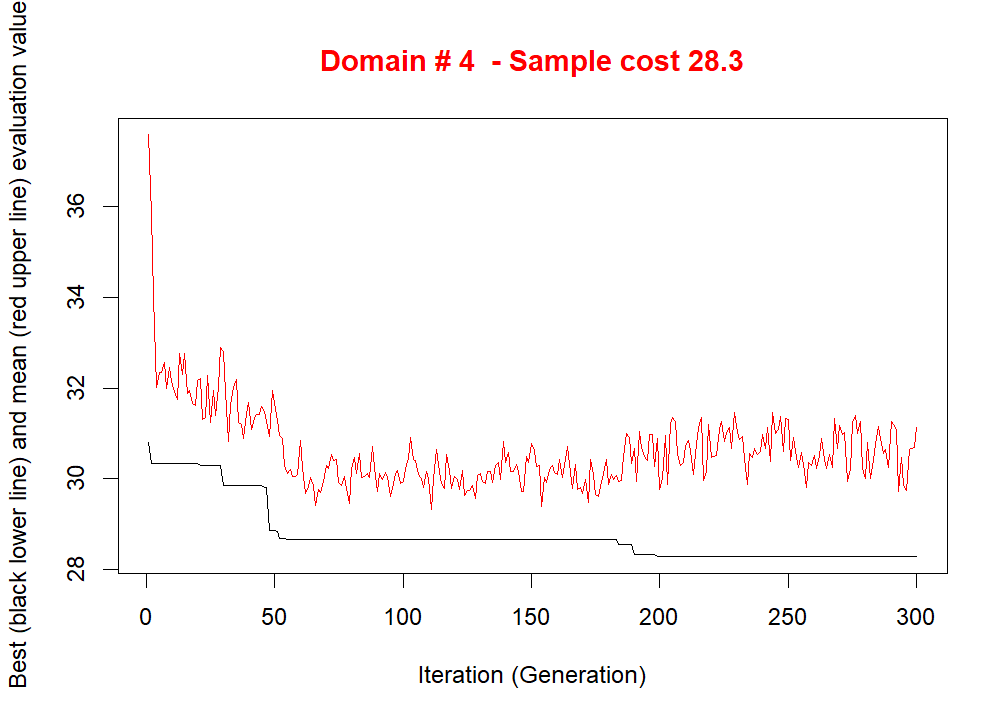 Domain # 4  - Sample cost 28.3
Best (black lower line) and mean (red upper line) evaluation value
36
34
32
30
28
0 50 100 150 200 250 300
Iteration (Generation)